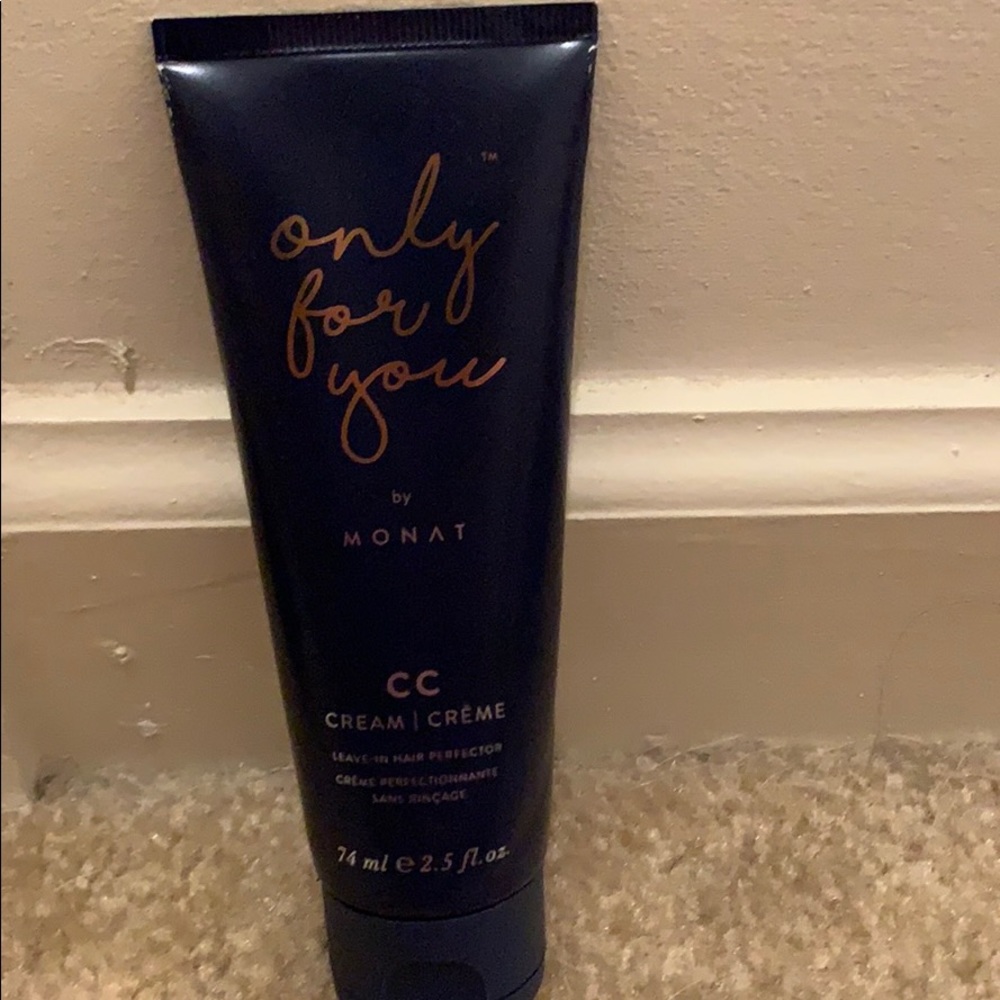 only ™
for
you
by
MONAT
CC
CREAM | CRÈME
LEAVE-IN HAIR PERFECTOR
CRÈME PERFECTIONNANTE
SANS RINÇAGE
74 ml e 2.5 fl.oz.